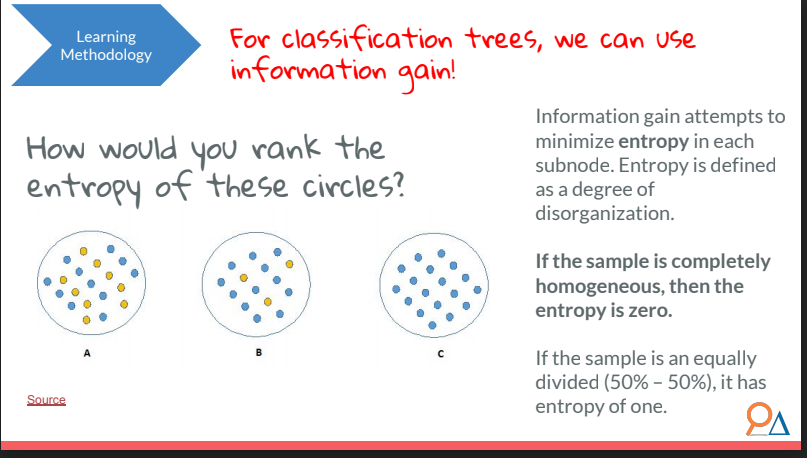 Learning
Methodology
For classification trees, we can use
information gain!
How would you rank the
entropy of these circles?
A
B
C
Source
Information gain attempts to
minimize entropy in each
subnode. Entropy is defined
as a degree of
disorganization.
If the sample is completely
homogeneous, then the
entropy is zero.
If the sample is an equally
divided (50% – 50%), it has
entropy of one.